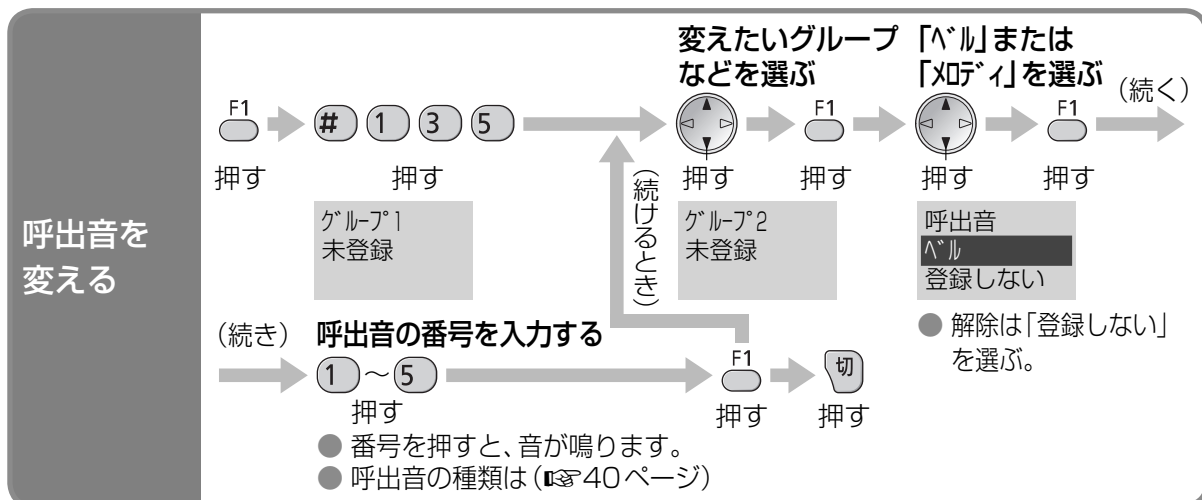 呼出音を
変える
F1
押す
# 1 3 5
押す
グループ1
未登録
変えたいグループ
などを選ぶ
押す
F1
押す
グループ2
未登録
「ベル」または
「メロディ」を選ぶ
押す
F1
押す
(続く)
呼出音
ベル
登録しない
● 解除は「登録しない」
を選ぶ。
(続けるとき)
(続き)
呼出音の番号を入力する
1~5
押す
F1
押す
切
押す
● 番号を押すと、音が鳴ります。
● 呼出音の種類は(☞40ページ)